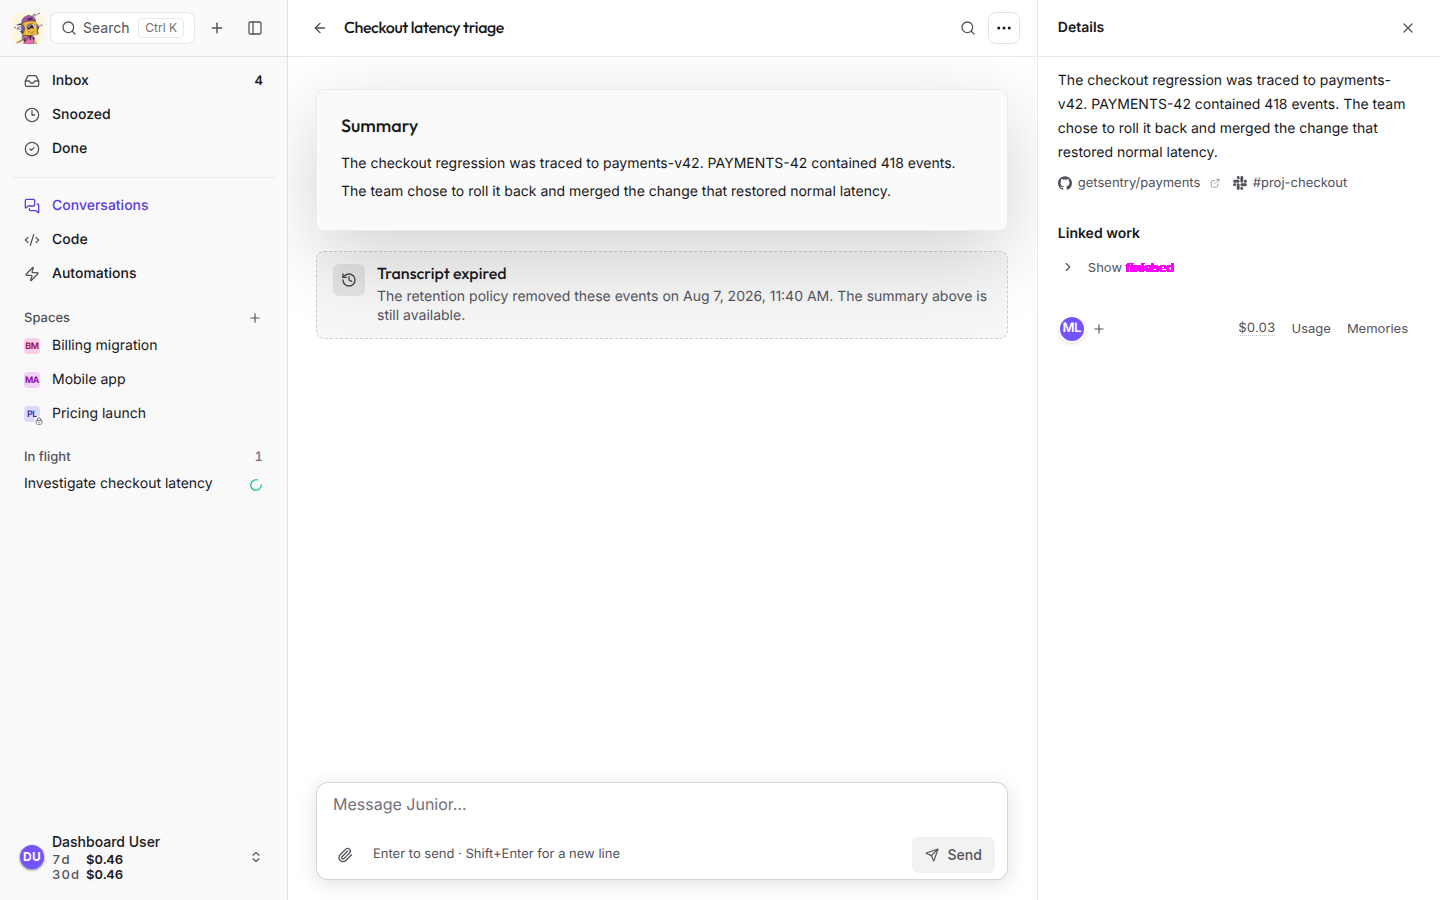 Search
Ctrl K
Inbox
4
Snoozed
Done
Conversations
Code
Automations
Spaces
BM
Billing migration
MA
Mobile app
PL
Pricing launch
In flight
1
Investigate checkout latency
DU
Dashboard User
7d $0.46
30d $0.46
Checkout latency triage
Summary
The checkout regression was traced to payments-v42. PAYMENTS-42 contained 418 events.
The team chose to roll it back and merged the change that restored normal latency.
Transcript expired
The retention policy removed these events on Aug 7, 2026, 11:40 AM. The summary above is
still available.
Message Junior...
Enter to send · Shift+Enter for a new line
Send
Details
The checkout regression was traced to payments-
v42. PAYMENTS-42 contained 418 events. The team
chose to roll it back and merged the change that
restored normal latency.
getsentry/payments
#proj-checkout
Linked work
Show
ML
$0.03
Usage
Memories